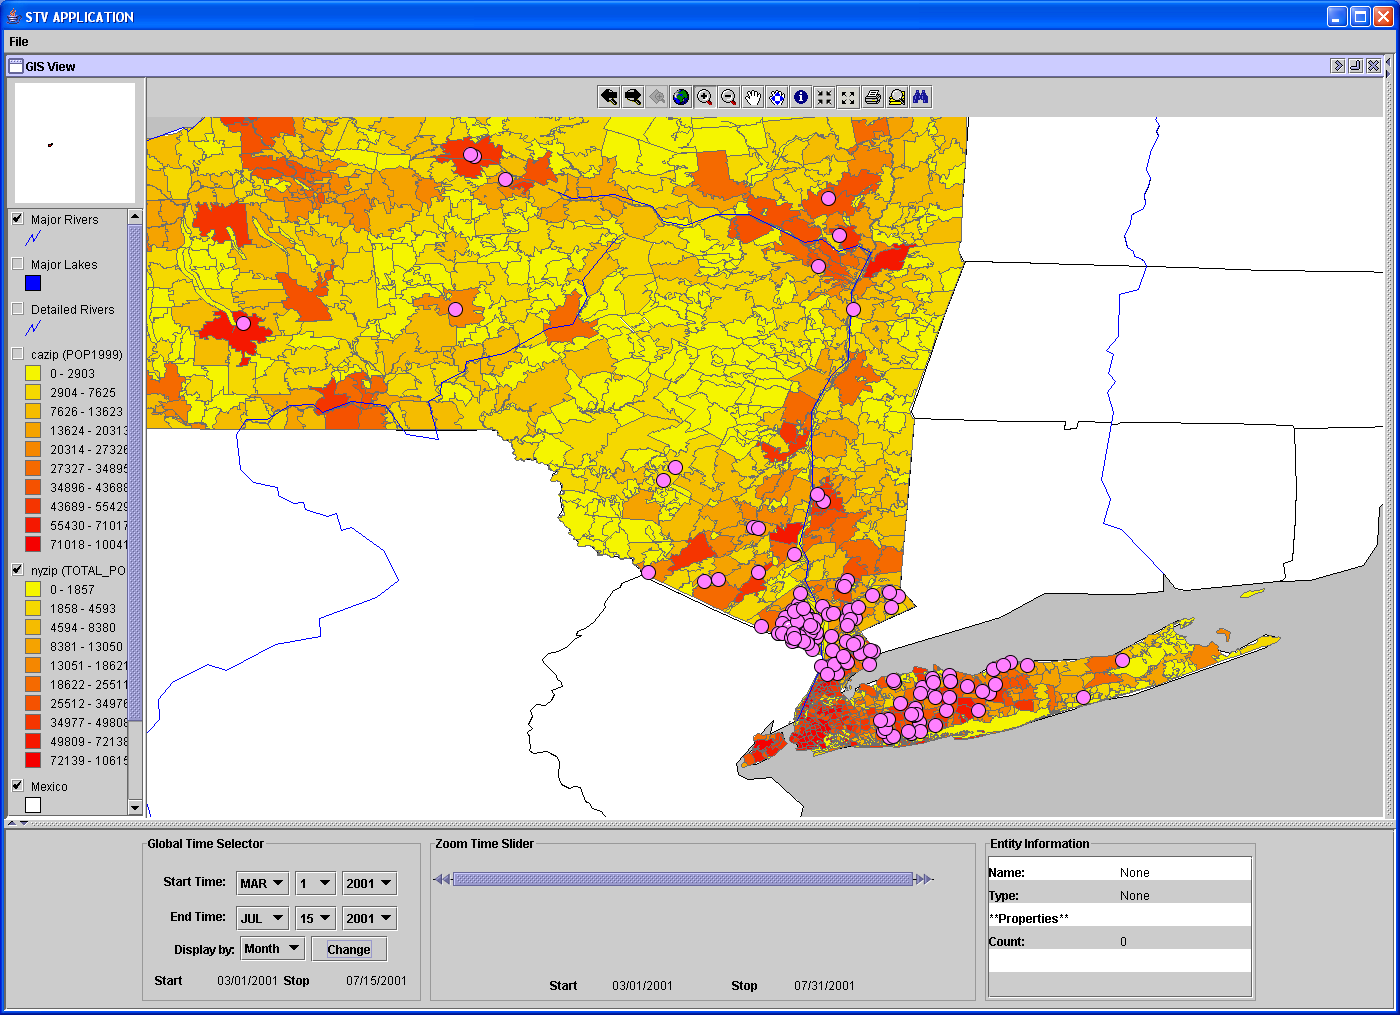 STV APPLICATION
File
GIS View
Major Rivers
Major Lakes
Detailed Rivers
cazip (POP1999)
0 - 2903
2904 - 7625
7626 - 13623
13624 - 20313
20314 - 27326
27327 - 34895
34896 - 43688
43689 - 55429
55430 - 71017
71018 - 10041
nyzip (TOTAL_PO
0 - 1857
1858 - 4593
4594 - 8380
8381 - 13050
13051 - 18621
18622 - 25511
25512 - 34976
34977 - 49808
49809 - 72138
72139 - 10615
Mexico
Global Time Selector
Start Time: MAR 1 2001
End Time: JUL 15 2001
Display by: Month Change
Start 03/01/2001 Stop 07/15/2001
Zoom Time Slider
Start 03/01/2001 Stop 07/31/2001
Entity Information
Name: None
Type: None
**Properties**
Count: 0